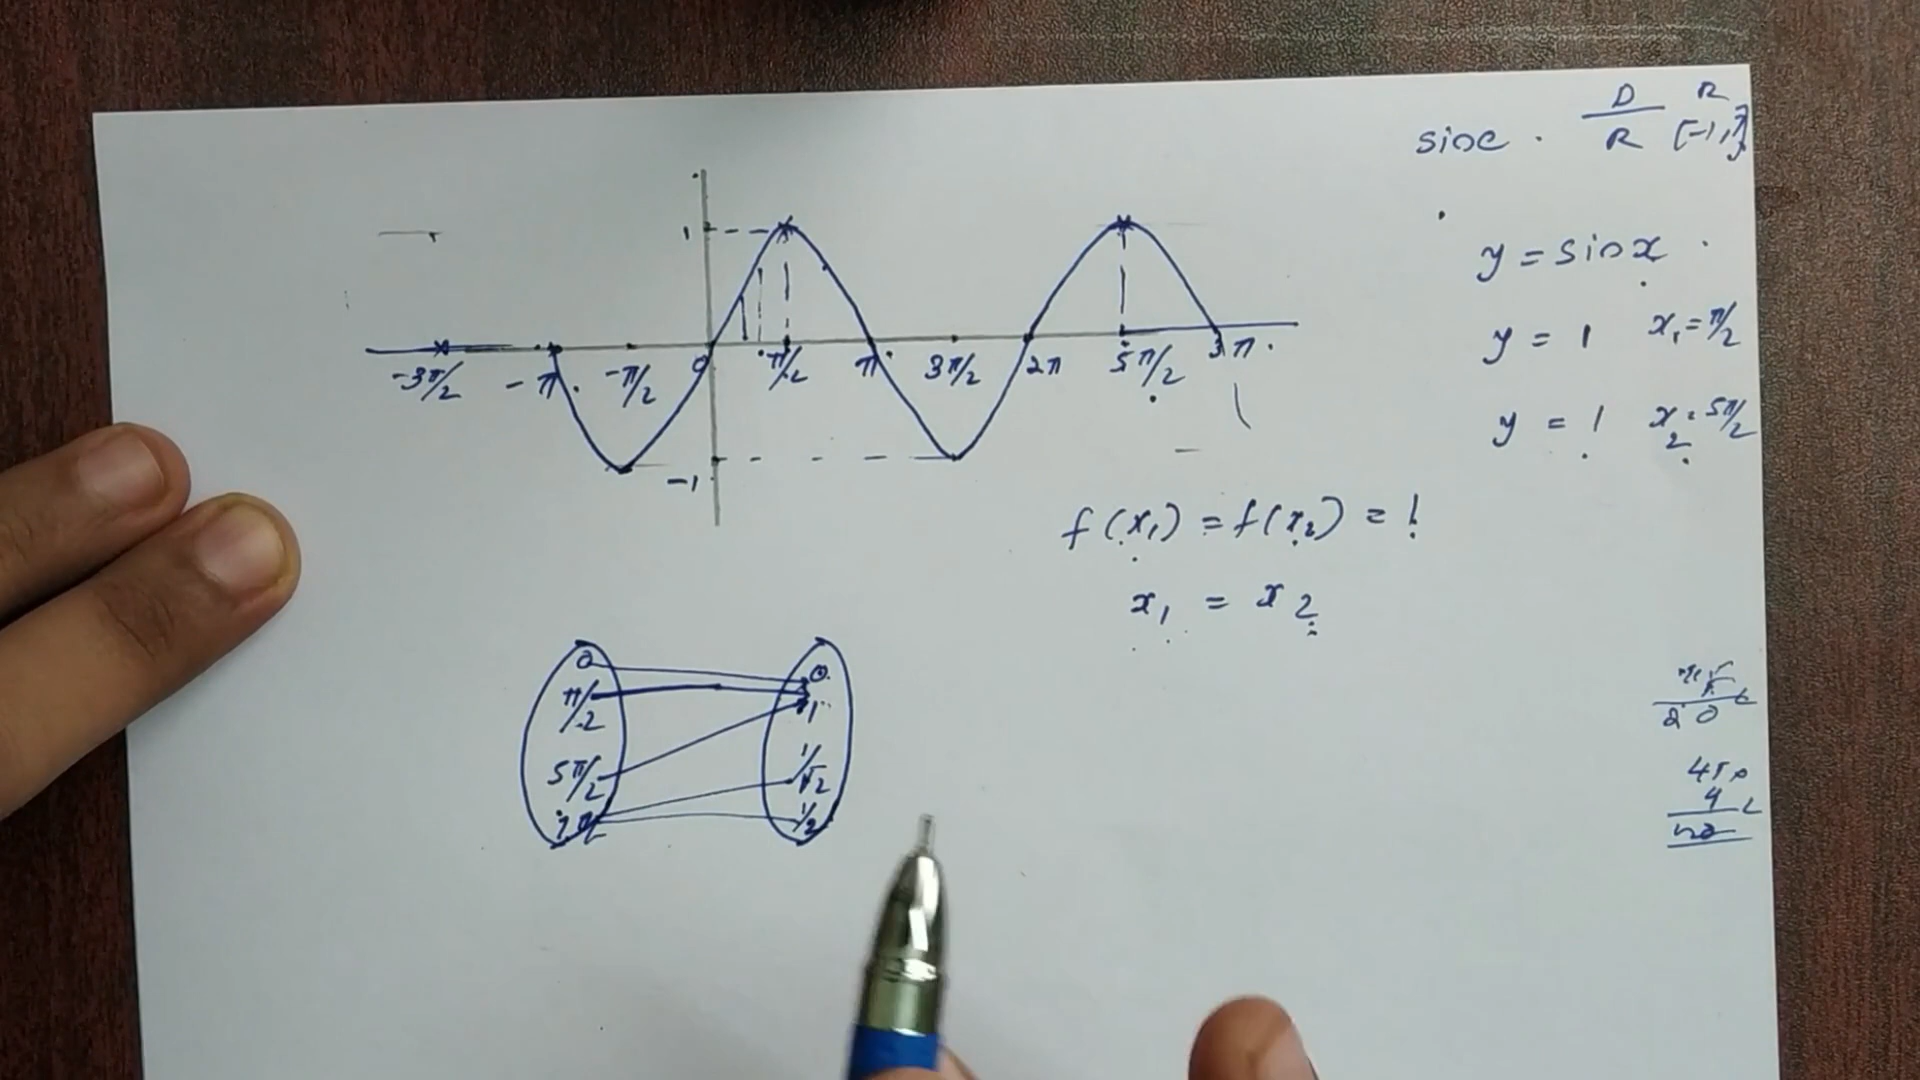 sine . D R
R [-1,1]
1
-3π/2 -π -π/2 0 π/2 π 3π/2 2π 5π/2 3π
-1
y = sinx
y = 1 x₁ = π/2
y = 1 x₂ = 5π/2
f(x₁) = f(x₂) = 1
x₁ = x₂
0 0
π/2 1
5π/2 1/√2
1/2